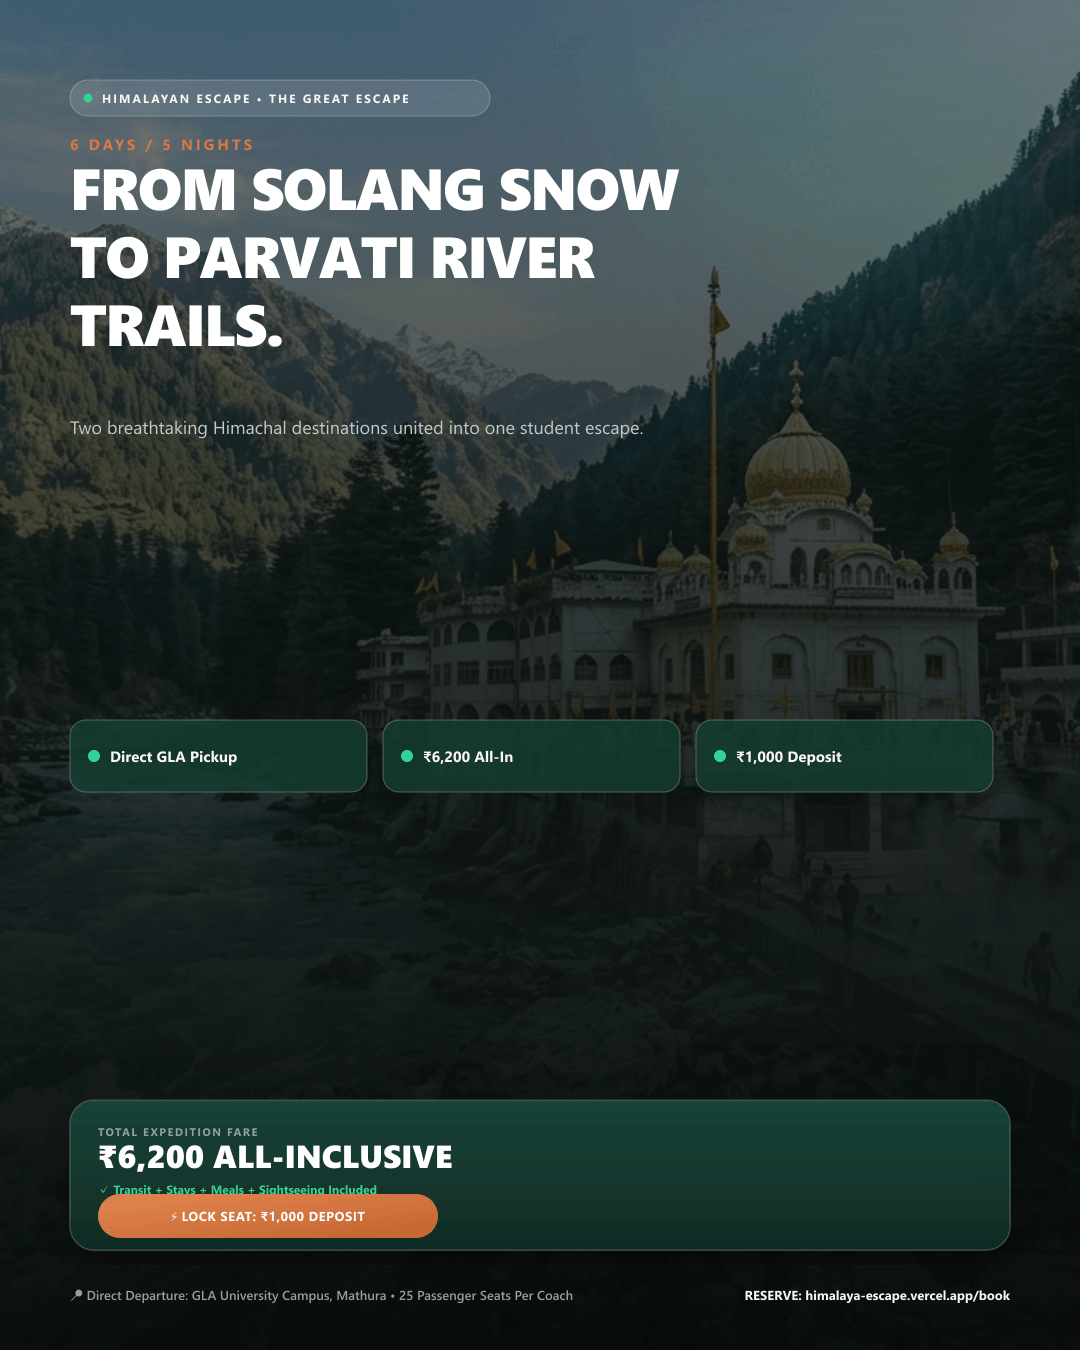 HIMALAYAN ESCAPE • THE GREAT ESCAPE
6 DAYS / 5 NIGHTS
FROM SOLANG SNOW
TO PARVATI RIVER
TRAILS.
Two breathtaking Himachal destinations united into one student escape.
Direct GLA Pickup
₹6,200 All-In
₹1,000 Deposit
TOTAL EXPEDITION FARE
₹6,200 ALL-INCLUSIVE
✓ Transit + Stays + Meals + Sightseeing Included
⚡ LOCK SEAT: ₹1,000 DEPOSIT
📍 Direct Departure: GLA University Campus, Mathura • 25 Passenger Seats Per Coach
RESERVE: himalaya-escape.vercel.app/book